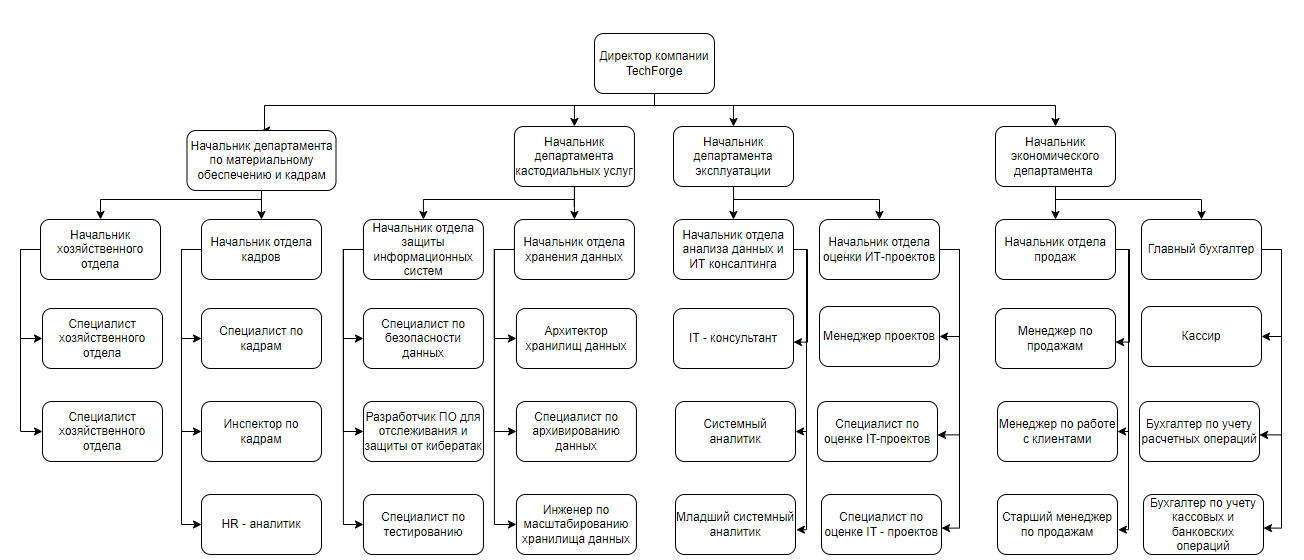 Директор компании
TechForge
Начальник департамента
по материальному
обеспечению и кадрам
Начальник
департамента
кастодиальных услуг
Начальник
департамента
эксплуатации
Начальник
экономического
департамента
Начальник
хозяйственного
отдела
Начальник отдела
кадров
Начальник отдела
защиты
информационных
систем
Начальник отдела
хранения данных
Начальник отдела
анализа данных и
ИТ консалтинга
Начальник отдела
оценки ИТ-проектов
Начальник отдела
продаж
Главный бухгалтер
Специалист
хозяйственного
отдела
Специалист по
кадрам
Специалист по
безопасности
данных
Архитектор
хранилищ данных
IT - консультант
Менеджер проектов
Менеджер по
продажам
Кассир
Специалист
хозяйственного
отдела
Инспектор по
кадрам
Разработчик ПО для
отслеживания и
защиты от кибератак
Специалист по
архивированию
данных
Системный
аналитик
Специалист по
оценке IT-проектов
Менеджер по работе
с клиентами
Бухгалтер по учету
расчетных операций
HR - аналитик
Специалист по
тестированию
Инженер по
масштабированию
хранилища данных
Младший системный
аналитик
Специалист по
оценке IT - проектов
Старший менеджер
по продажам
Бухгалтер по учету
кассовых и
банковских
операций